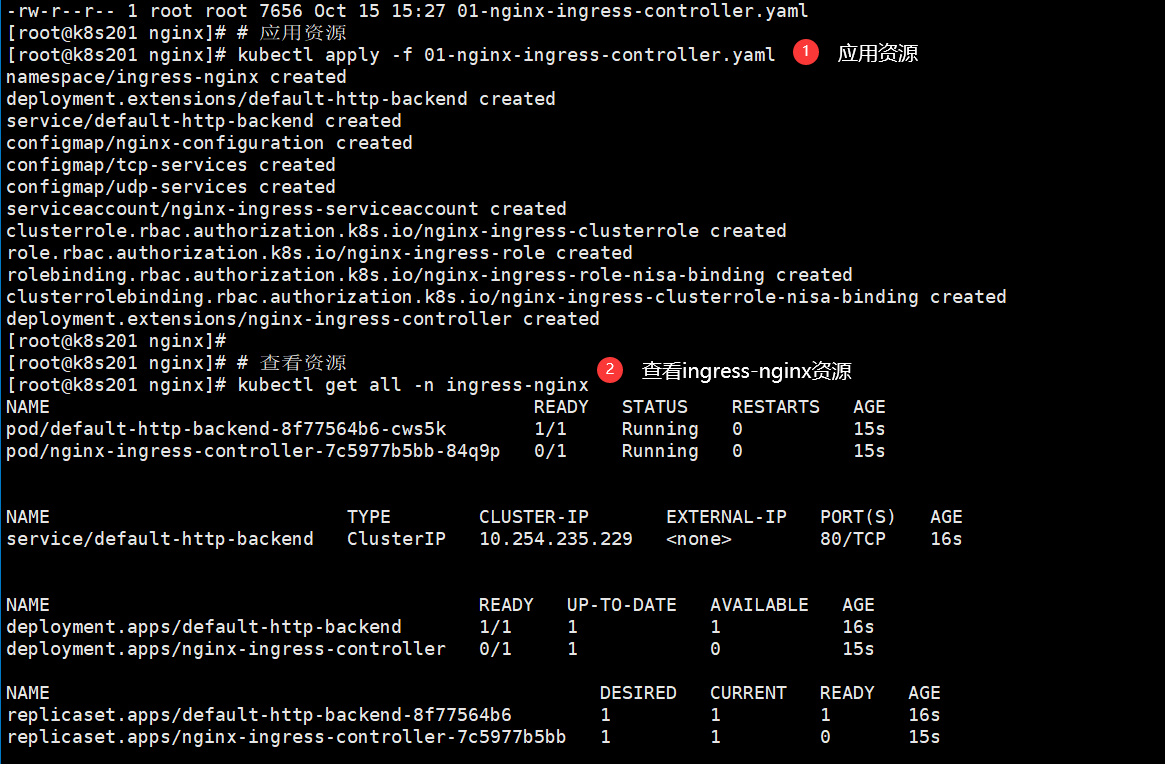 -rw-r--r-- 1 root root 7656 Oct 15 15:27 01-nginx-ingress-controller.yaml
[root@k8s201 nginx]# # 应用资源
[root@k8s201 nginx]# kubectl apply -f 01-nginx-ingress-controller.yaml 1 应用资源
namespace/ingress-nginx created
deployment.extensions/default-http-backend created
service/default-http-backend created
configmap/nginx-configuration created
configmap/tcp-services created
configmap/udp-services created
serviceaccount/nginx-ingress-serviceaccount created
clusterrole.rbac.authorization.k8s.io/nginx-ingress-clusterrole created
role.rbac.authorization.k8s.io/nginx-ingress-role created
rolebinding.rbac.authorization.k8s.io/nginx-ingress-role-nisa-binding created
clusterrolebinding.rbac.authorization.k8s.io/nginx-ingress-clusterrole-nisa-binding created
deployment.extensions/nginx-ingress-controller created
[root@k8s201 nginx]#
[root@k8s201 nginx]# # 查看资源
[root@k8s201 nginx]# kubectl get all -n ingress-nginx 2 查看ingress-nginx资源
NAME READY STATUS RESTARTS AGE
pod/default-http-backend-8f77564b6-cws5k 1/1 Running 0 15s
pod/nginx-ingress-controller-7c5977b5bb-84q9p 0/1 Running 0 15s
NAME TYPE CLUSTER-IP EXTERNAL-IP PORT(S) AGE
service/default-http-backend ClusterIP 10.254.235.229 <none> 80/TCP 16s
NAME READY UP-TO-DATE AVAILABLE AGE
deployment.apps/default-http-backend 1/1 1 1 16s
deployment.apps/nginx-ingress-controller 0/1 1 0 15s
NAME DESIRED CURRENT READY AGE
replicaset.apps/default-http-backend-8f77564b6 1 1 1 16s
replicaset.apps/nginx-ingress-controller-7c5977b5bb 1 1 0 15s